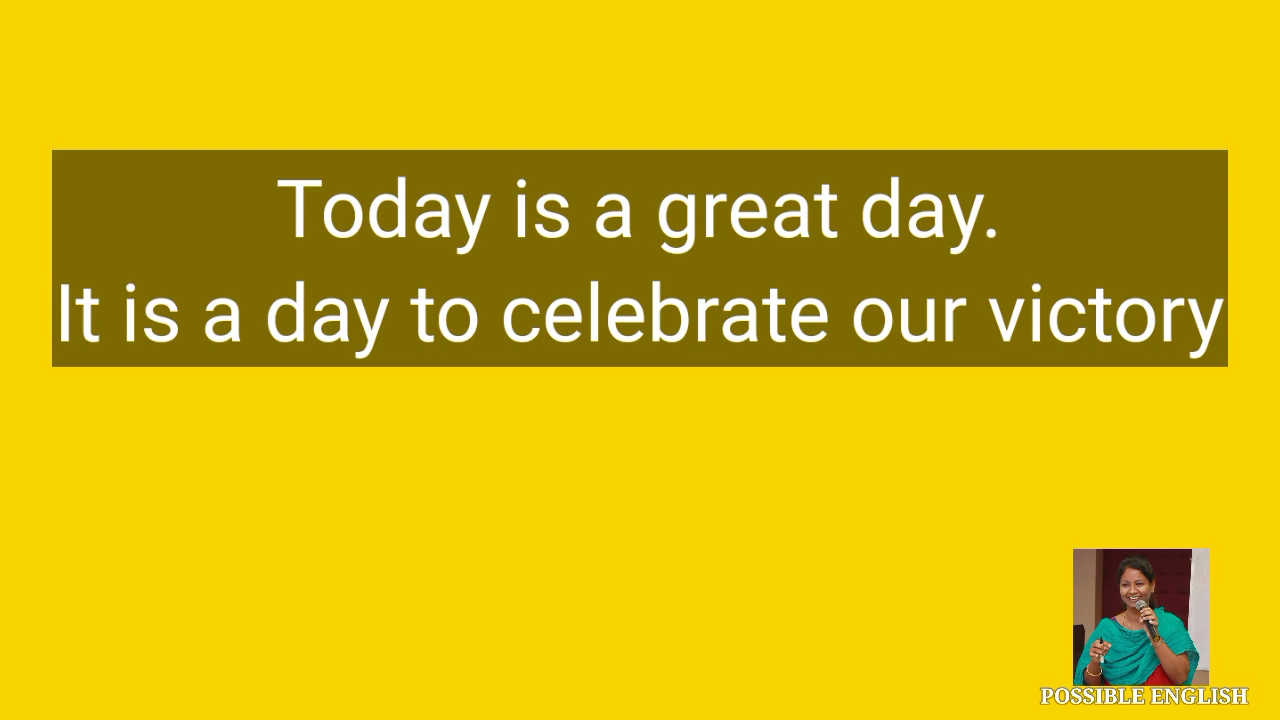 Today is a great day.
It is a day to celebrate our victory
POSSIBLE ENGLISH